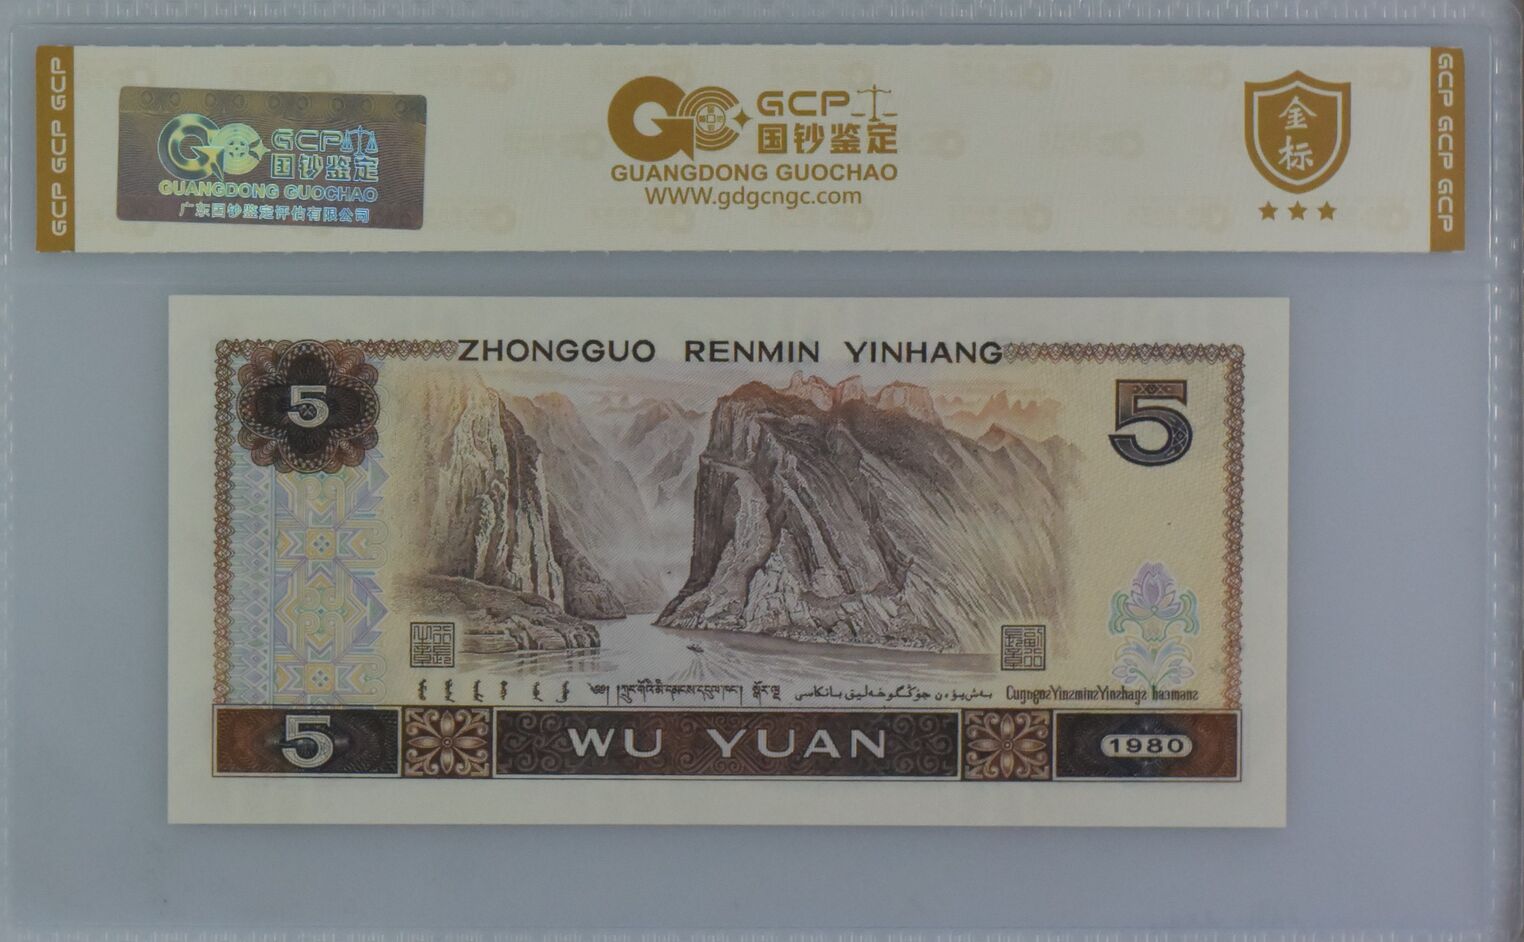 GCP GCP GCP
GCP
国钞鉴定
GUANGDONG GUOCHAO
广东国钞鉴定评估有限公司
GCP
国钞鉴定
GUANGDONG GUOCHAO
WWW.gdgcngc.com
金标
GCP GCP GCP
ZHONGGUO RENMIN YINHANG
5
5
5
WU YUAN
1980